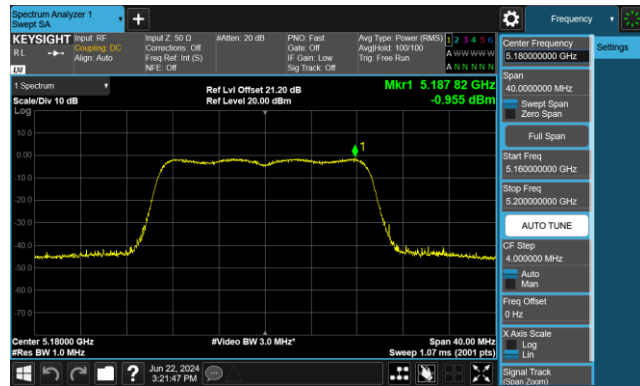 Spectrum Analyzer 1
Swept SA
+
Frequency
KEYSIGHT
RL
LXI
Input: RF
Coupling: DC
Align: Auto
Input Z: 50 Ω
Corrections: Off
Freq Ref: Int (S)
NFE: Off
#Atten: 20 dB
PNO: Fast
Gate: Off
IF Gain: Low
Sig Track: Off
Avg Type: Power (RMS)
Avg|Hold: 100/100
Trig: Free Run
1 2 3 4 5 6
A W W W W W
A N N N N N
1 Spectrum
Scale/Div 10 dB
Log
Ref Lvl Offset 21.20 dB
Ref Level 20.00 dBm
Mkr1 5.187 82 GHz
-0.955 dBm
10.0
0.00
-10.0
-20.0
-30.0
-40.0
-50.0
-60.0
-70.0
1
Center 5.18000 GHz
#Res BW 1.0 MHz
#Video BW 3.0 MHz*
Span 40.00 MHz
Sweep 1.07 ms (2001 pts)
Center Frequency
5.180000000 GHz
Settings
Span
40.0000000 MHz
Swept Span
Zero Span
Full Span
Start Freq
5.160000000 GHz
Stop Freq
5.200000000 GHz
AUTO TUNE
CF Step
4.000000 MHz
Auto
Man
Freq Offset
0 Hz
X Axis Scale
Log
Lin
Signal Track
(Span Zoom)
?
Jun 22, 2024
3:21:47 PM